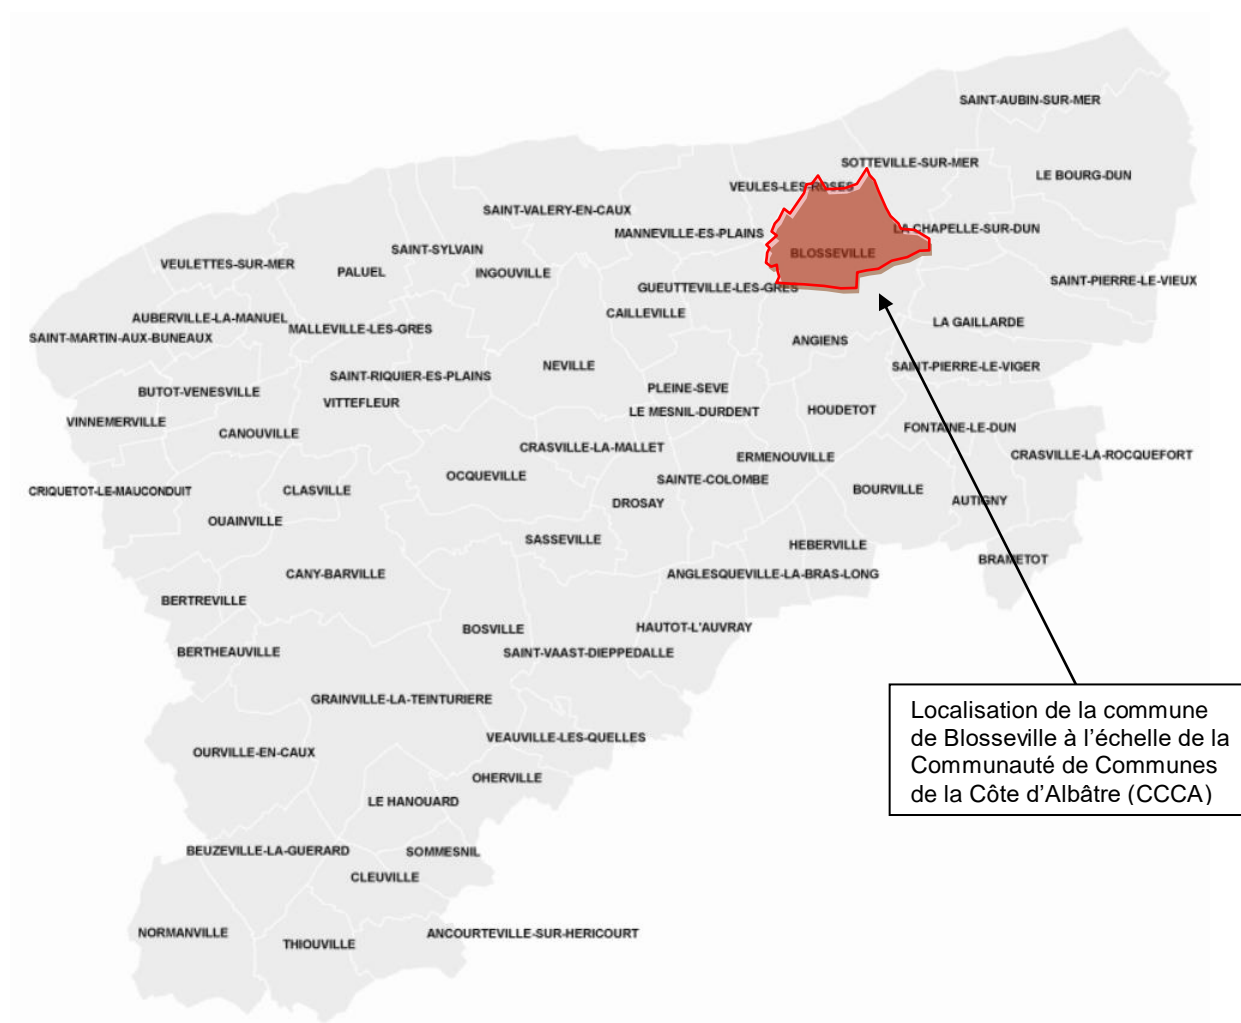 SAINT-AUBIN-SUR-MER
SOTTEVILLE-SUR-MER
LE BOURG-DUN
VEULES-LES-ROSES
SAINT-VALERY-EN-CAUX
MANNEVILLE-ES-PLAINS
LA CHAPELLE-SUR-DUN
SAINT-SYLVAIN
BLOSSEVILLE
VEULETTES-SUR-MER
PALUEL
INGOUVILLE
SAINT-PIERRE-LE-VIEUX
GUEUTTEVILLE-LES-GRES
CAILLEVILLE
AUBERVILLE-LA-MANUEL
LA GAILLARDE
MALLEVILLE-LES-GRES
SAINT-MARTIN-AUX-BUNEAUX
ANGIENS
NEVILLE
SAINT-PIERRE-LE-VIGER
SAINT-RIQUIER-ES-PLAINS
PLEINE-SEVE
BUTOT-VENESVILLE
VITTEFLEUR
LE MESNIL-DURDENT
HOUDETOT
VINNEMERVILLE
FONTAINE-LE-DUN
CANOUVILLE
CRASVILLE-LA-MALLET
CRASVILLE-LA-ROCQUEFORT
ERMENOUVILLE
OCQUEVILLE
SAINTE-COLOMBE
CRIQUETOT-LE-MAUCONDUIT
CLASVILLE
BOURVILLE
AUTIGNY
DROSAY
OUAINVILLE
SASSEVILLE
HEBERVILLE
BRAMETOT
CANY-BARVILLE
ANGLESQUEVILLE-LA-BRAS-LONG
BERTREVILLE
BOSVILLE
HAUTOT-L'AUVRAY
BERTHEAUVILLE
SAINT-VAAST-DIEPPEDALLE
GRAINVILLE-LA-TEINTURIERE
VEAUVILLE-LES-QUELLES
OURVILLE-EN-CAUX
OHERVILLE
LE HANOUARD
BEUZEVILLE-LA-GUERARD
SOMMESNIL
CLEUVILLE
NORMANVILLE
THIOUVILLE
ANCOURTEVILLE-SUR-HERICOURT
Localisation de la commune
de Blosseville à l’échelle de la
Communauté de Communes
de la Côte d’Albâtre (CCCA)